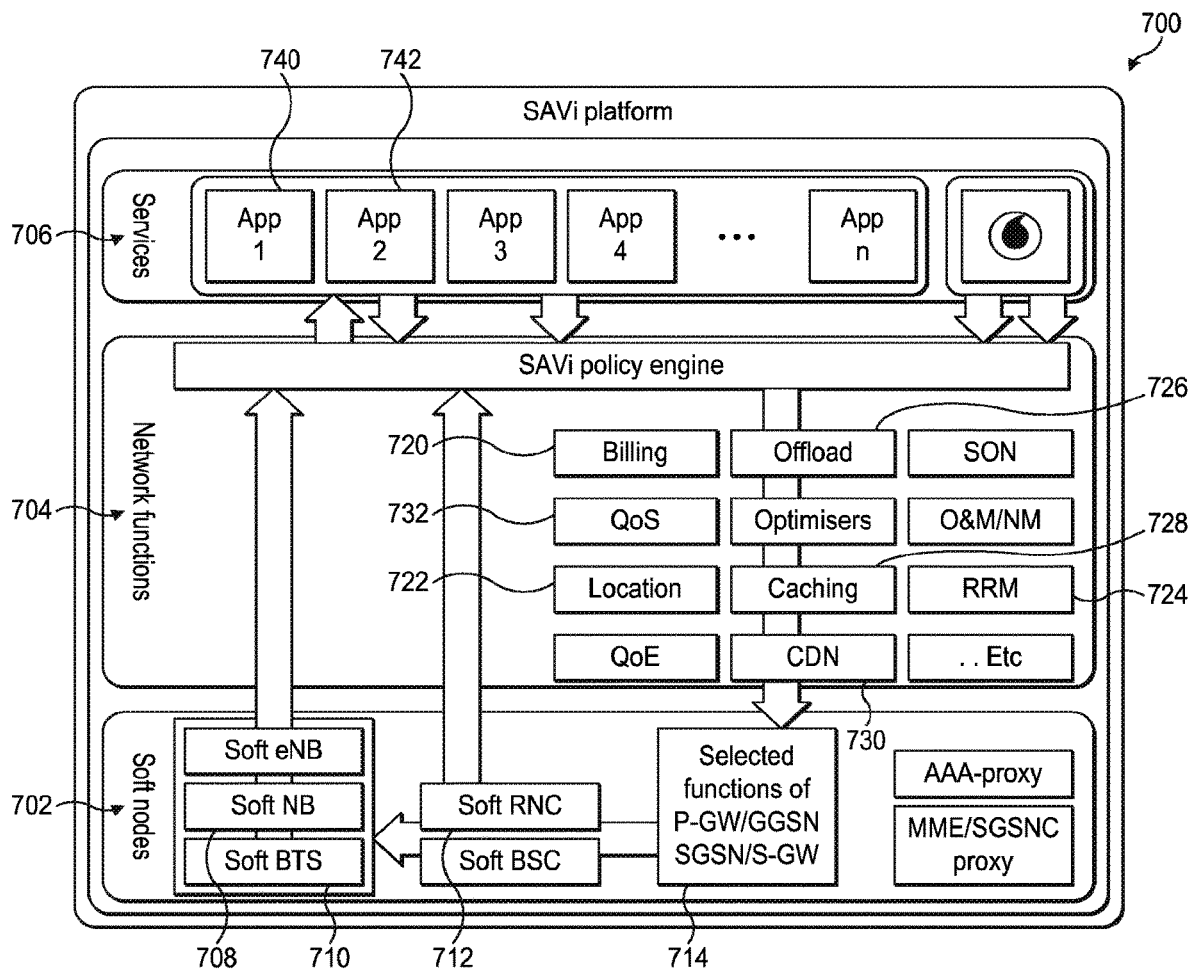 700
740
742
SAVi platform
706
Services
App
1
App
2
App
3
App
4
...
App
n
SAVi policy engine
704
Network functions
726
720
Billing
Offload
SON
732
QoS
Optimisers
O&M/NM
728
722
Location
Caching
RRM
724
QoE
CDN
. . Etc
730
702
Soft nodes
Soft eNB
Soft NB
Soft BTS
Soft RNC
Soft BSC
Selected
functions of
P-GW/GGSN
SGSN/S-GW
AAA-proxy
MME/SGSNC
proxy
708
710
712
714